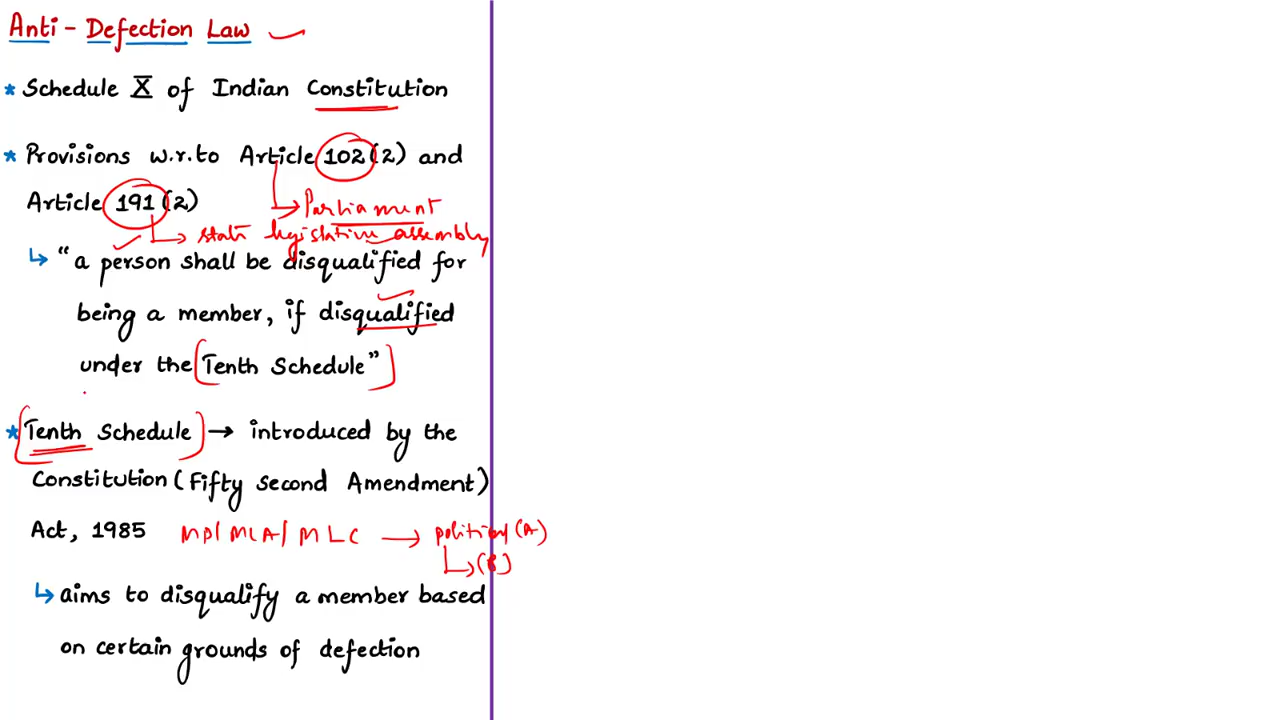 Anti - Defection Law
* Schedule X of Indian Constitution
* Provisions w.r.to Article 102(2) and
Article 191(2)
Parliament
state legislative assembly
"a person shall be disqualified for
being a member, if disqualified
under the [Tenth Schedule"]
* [Tenth Schedule] → introduced by the
Constitution (Fifty second Amendment)
Act, 1985
MP/ MLA/ MLC → political (A)
→ (B)
aims to disqualify a member based
on certain grounds of defection